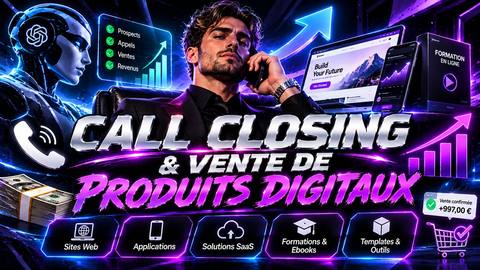 Prospects
Appels
Ventes
Revenus
Build
Your Future
FORMATION
EN LIGNE
CALL CLOSING
& VENTE DE
PRODUITS DIGITAUX
Vente confirmée
+997,00 €
Sites Web
Applications
Solutions SaaS
Formations &
Ebooks
Templates &
Outils